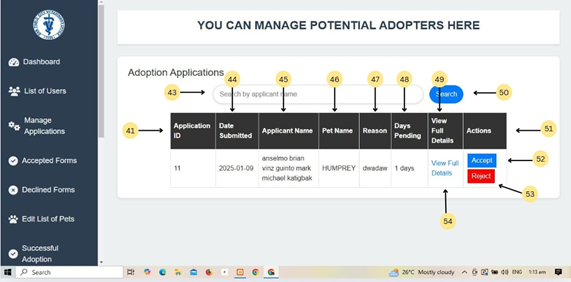 YOU CAN MANAGE POTENTIAL ADOPTERS HERE
Dashboard
List of Users
Manage
Applications
Accepted Forms
Declined Forms
Edit List of Pets
Successful
Adoption
Adoption Applications
44
45
46
47
48
49
43
Search by applicant name
Search
50
41
Application
ID
Date
Submitted
Applicant Name
Pet Name
Reason
Days
Pending
View
Full
Details
Actions
51
11
2025-01-09
anselmo brian
vinz guinto mark
michael katigbak
HUMPREY
dwadaw
1 days
View Full
Details
Accept
52
Reject
53
54
Search
26°C Mostly cloudy
ENG
1:13 am